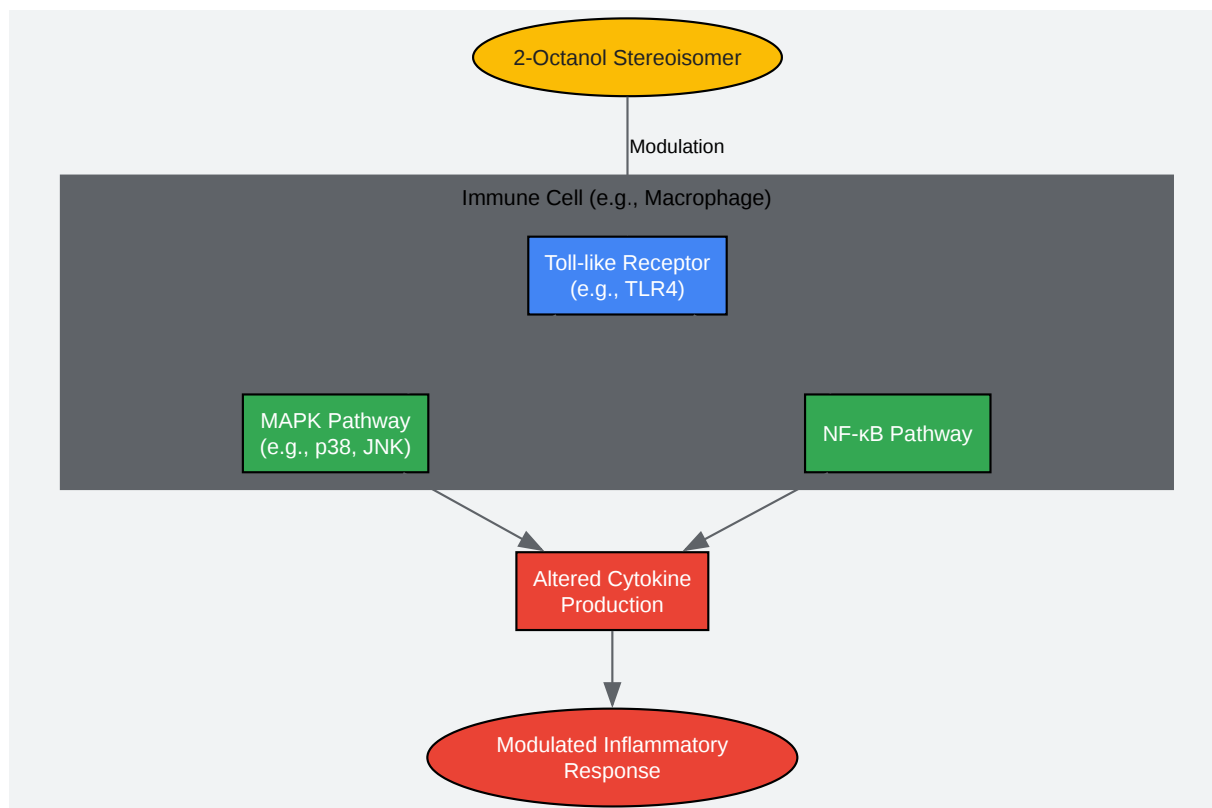 2-Octanol Stereoisomer
Modulation
Immune Cell (e.g., Macrophage)
Toll-like Receptor
(e.g., TLR4)
MAPK Pathway
(e.g., p38, JNK)
NF-κB Pathway
Altered Cytokine
Production
Modulated Inflammatory
Response